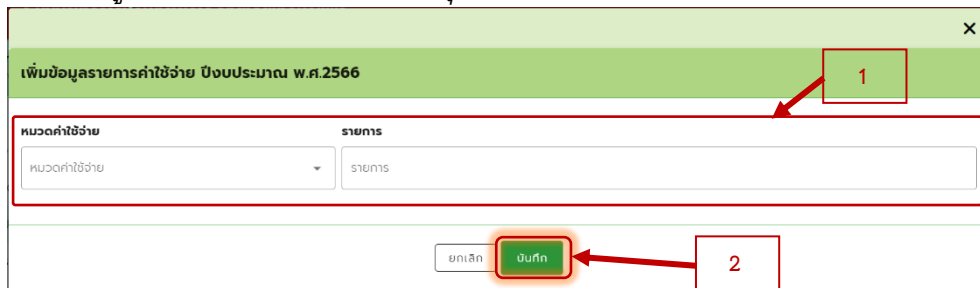 ×
เพิ่มข้อมูลรายการค่าใช้จ่าย ปีงบประมาณ พ.ศ.2566
1
หมวดค่าใช้จ่าย รายการ
หมวดค่าใช้จ่าย รายการ
ยกเลิก บันทึก
2